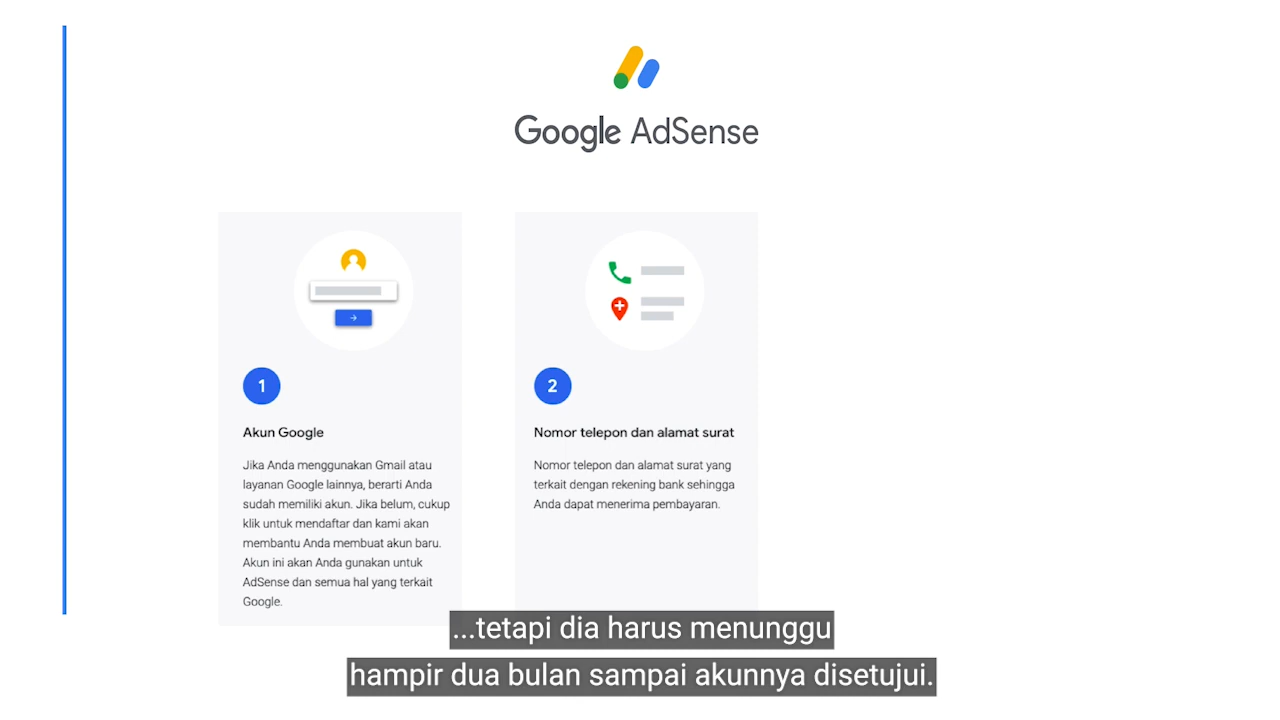 Google AdSense
1
Akun Google
Jika Anda menggunakan Gmail atau
layanan Google lainnya, berarti Anda
sudah memiliki akun. Jika belum, cukup
klik untuk mendaftar dan kami akan
membantu Anda membuat akun baru.
Akun ini akan Anda gunakan untuk
AdSense dan semua hal yang terkait
Google.
2
Nomor telepon dan alamat surat
Nomor telepon dan alamat surat yang
terkait dengan rekening bank sehingga
Anda dapat menerima pembayaran.
...tetapi dia harus menunggu
hampir dua bulan sampai akunnya disetujui.